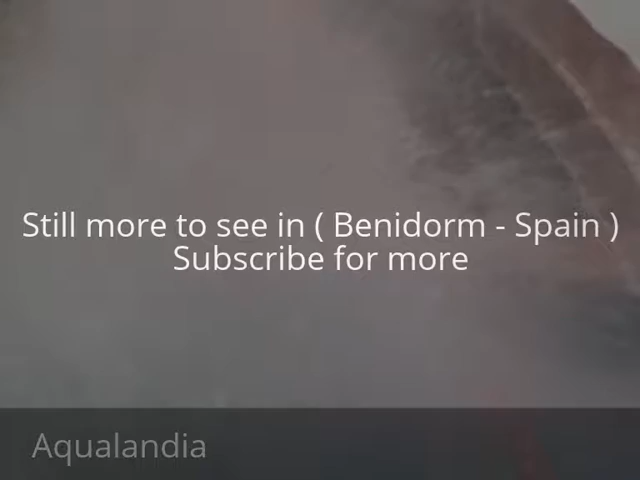 Still more to see in ( Benidorm - Spain )
Subscribe for more
Aqualandia